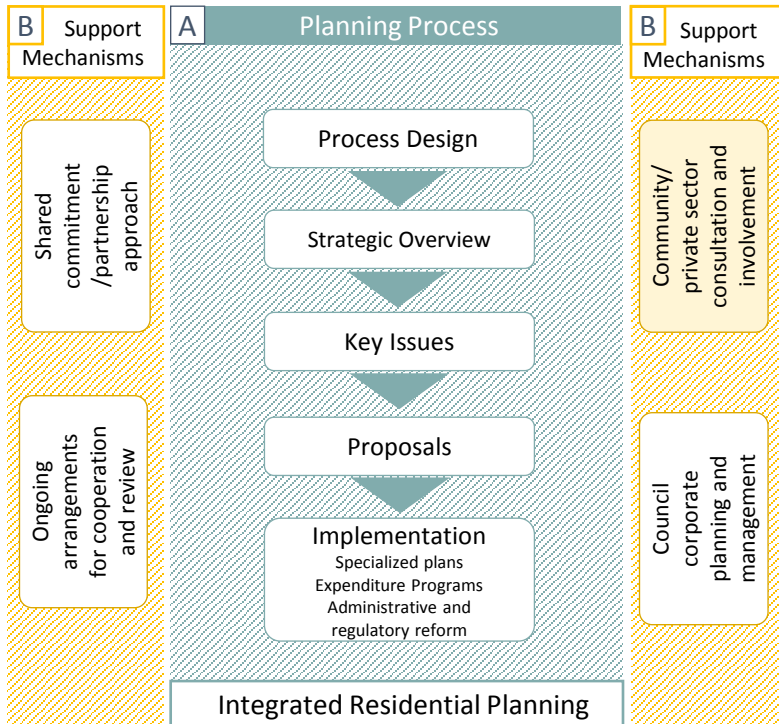 B Support
Mechanisms
Shared
commitment
/partnership
approach
Ongoing
arrangements
for cooperation
and review
A Planning Process
Process Design
Strategic Overview
Key Issues
Proposals
Implementation
Specialized plans
Expenditure Programs
Administrative and
regulatory reform
Integrated Residential Planning
B Support
Mechanisms
Community/
private sector
consultation and
involvement
Council
corporate
planning and
management